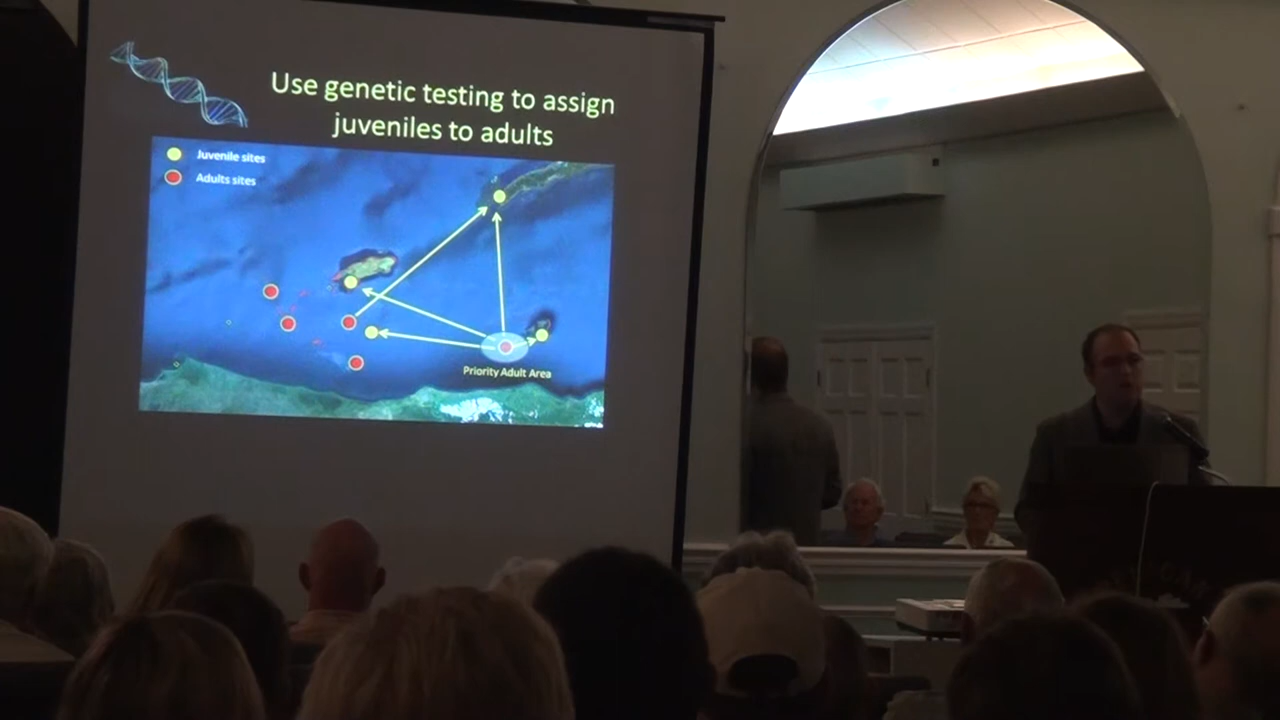 Use genetic testing to assign
juveniles to adults
Juvenile sites
Adults sites
Priority Adult Area